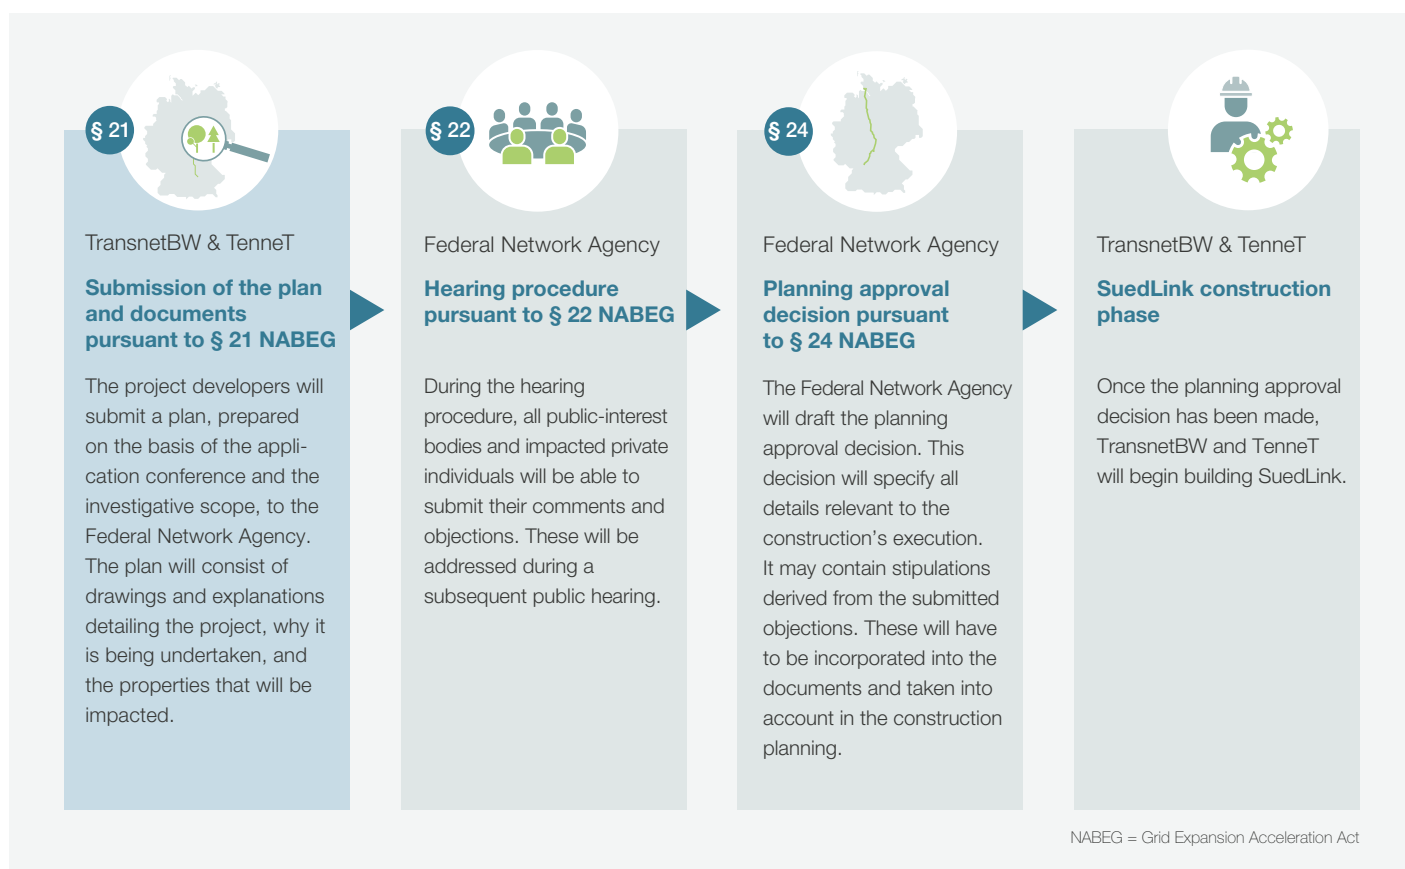 § 21
TransnetBW & TenneT
Submission of the plan
and documents
pursuant to § 21 NABEG
The project developers will
submit a plan, prepared
on the basis of the appli-
cation conference and the
investigative scope, to the
Federal Network Agency.
The plan will consist of
drawings and explanations
detailing the project, why it
is being undertaken, and
the properties that will be
impacted.
§ 22
Federal Network Agency
Hearing procedure
pursuant to § 22 NABEG
During the hearing
procedure, all public-interest
bodies and impacted private
individuals will be able to
submit their comments and
objections. These will be
addressed during a
subsequent public hearing.
§ 24
Federal Network Agency
Planning approval
decision pursuant
to § 24 NABEG
The Federal Network Agency
will draft the planning
approval decision. This
decision will specify all
details relevant to the
construction’s execution.
It may contain stipulations
derived from the submitted
objections. These will have
to be incorporated into the
documents and taken into
account in the construction
planning.
TransnetBW & TenneT
SuedLink construction
phase
Once the planning approval
decision has been made,
TransnetBW and TenneT
will begin building SuedLink.
NABEG = Grid Expansion Acceleration Act